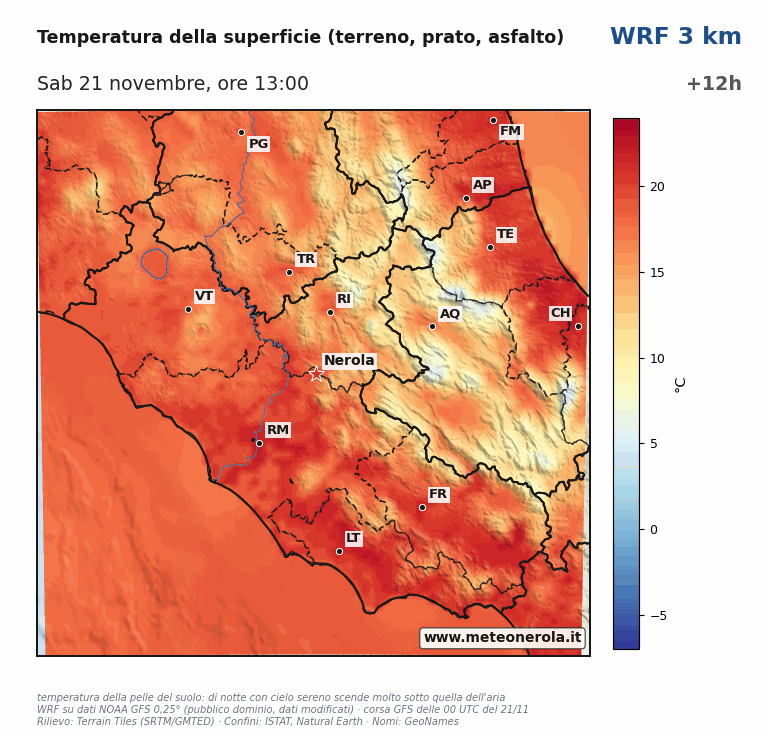 Temperatura della superficie (terreno, prato, asfalto)
WRF 3 km
Sab 21 novembre, ore 13:00
+12h
FM
PG
AP
TE
TR
VT
RI
AQ
CH
Nerola
RM
FR
LT
20
15
10
5
0
−5
°C
www.meteonerola.it
temperatura della pelle del suolo: di notte con cielo sereno scende molto sotto quella dell'aria
WRF su dati NOAA GFS 0,25° (pubblico dominio, dati modificati) · corsa GFS delle 00 UTC del 21/11
Rilievo: Terrain Tiles (SRTM/GMTED) · Confini: ISTAT, Natural Earth · Nomi: GeoNames